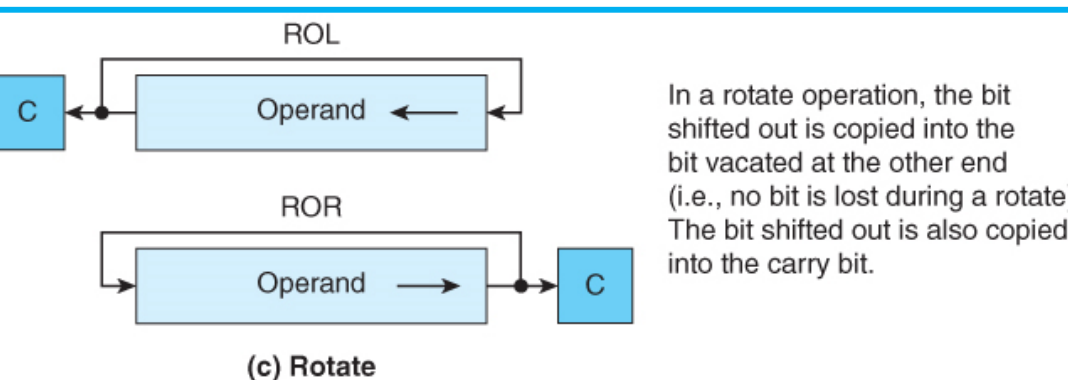 ROL
C
Operand
In a rotate operation, the bit
shifted out is copied into the
bit vacated at the other end
(i.e., no bit is lost during a rotate)
The bit shifted out is also copied
into the carry bit.
ROR
Operand
C
(c) Rotate